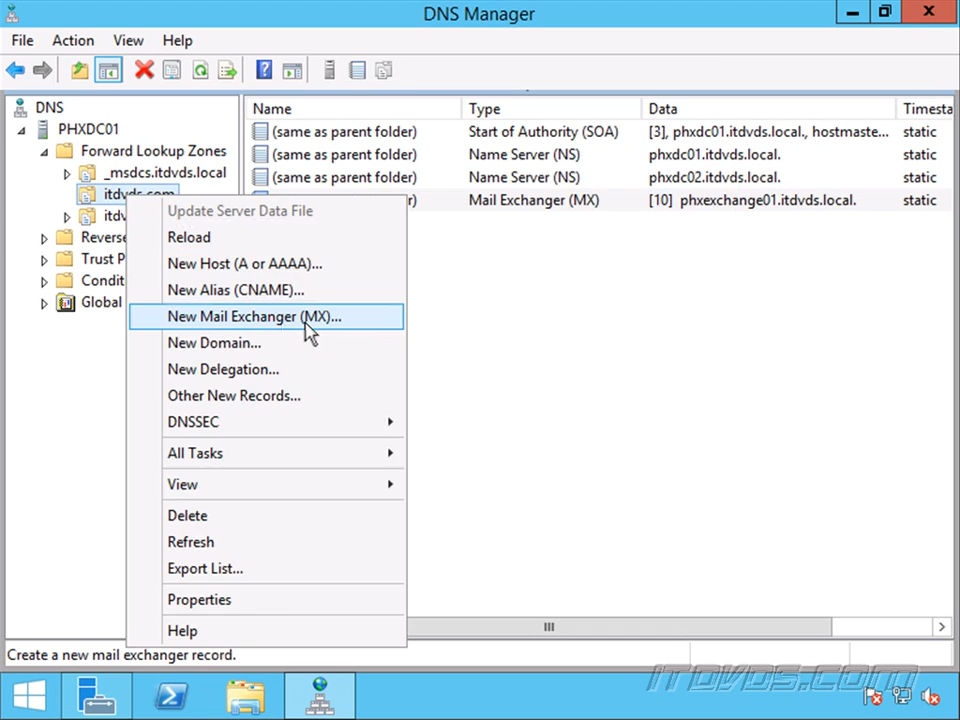 DNS Manager
File Action View Help
DNS
PHXDC01
Forward Lookup Zones
_msdcs.itdvds.local
itdvds.com
itdv
Reverse
Trust P
Condit
Global
Name Type Data Timesta
(same as parent folder) Start of Authority (SOA) [3], phxdc01.itdvds.local., hostmaste... static
(same as parent folder) Name Server (NS) phxdc01.itdvds.local. static
(same as parent folder) Name Server (NS) phxdc02.itdvds.local. static
r) Mail Exchanger (MX) [10] phxexchange01.itdvds.local. static
Update Server Data File
Reload
New Host (A or AAAA)...
New Alias (CNAME)...
New Mail Exchanger (MX)...
New Domain...
New Delegation...
Other New Records...
DNSSEC
All Tasks
View
Delete
Refresh
Export List...
Properties
Help
Create a new mail exchanger record.
ITDVDS.COM